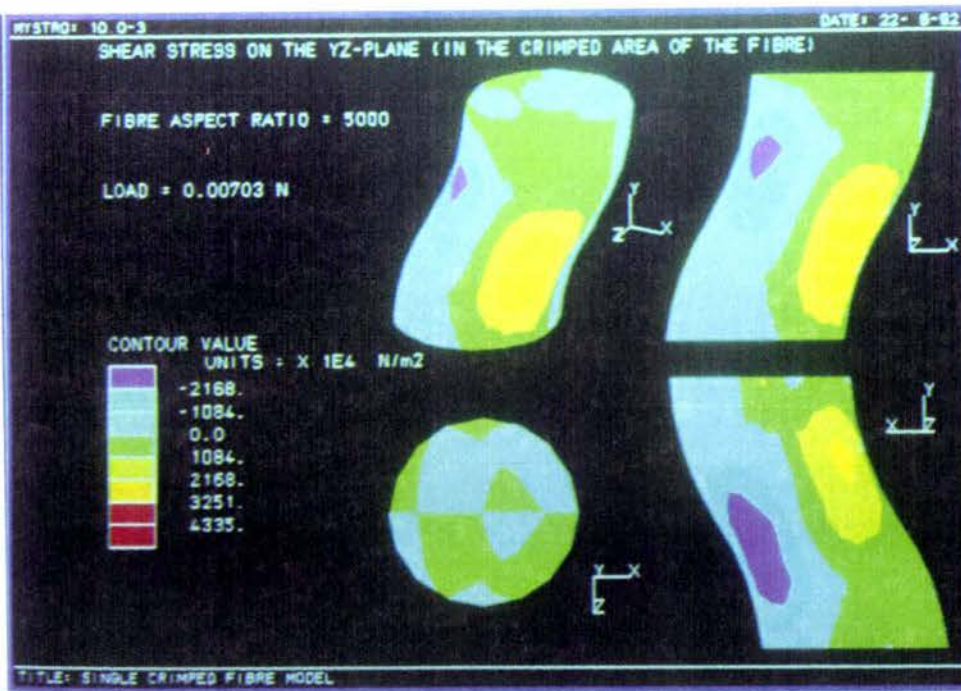 MYSTRO: 10.0-3
DATE: 22- 6-92
SHEAR STRESS ON THE YZ-PLANE (IN THE CRIMPED AREA OF THE FIBRE)
FIBRE ASPECT RATIO = 5000
LOAD = 0.00703 N
Y
Z X
Y
Z X
CONTOUR VALUE
UNITS = X 1E4 N/m2
-2168.
-1084.
0.0
1084.
2168.
3251.
4335.
Y
X Z
Y X
Z
TITLE: SINGLE CRIMPED FIBRE MODEL